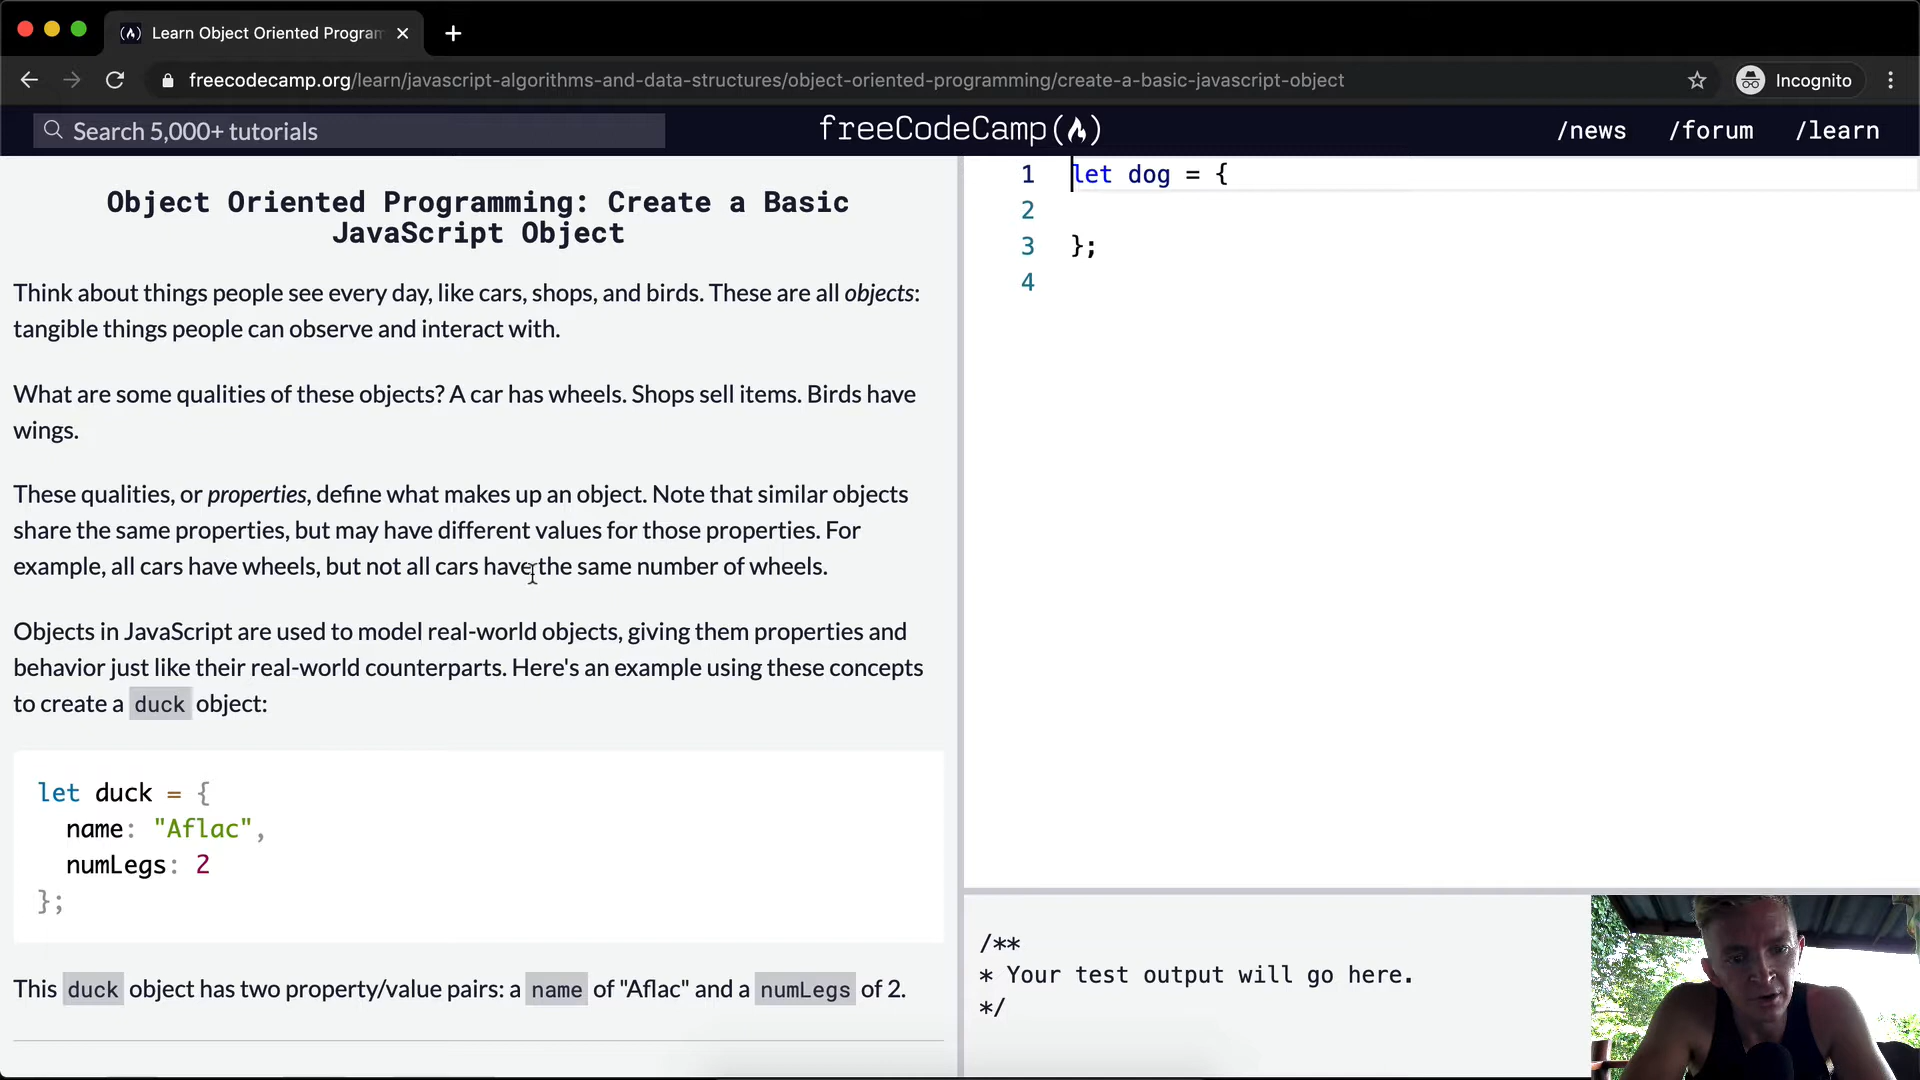 Learn Object Oriented Program
freecodecamp.org/learn/javascript-algorithms-and-data-structures/object-oriented-programming/create-a-basic-javascript-object
Incognito
Search 5,000+ tutorials
freeCodeCamp
/news
/forum
/learn
Object Oriented Programming: Create a Basic
JavaScript Object
Think about things people see every day, like cars, shops, and birds. These are all objects:
tangible things people can observe and interact with.
What are some qualities of these objects? A car has wheels. Shops sell items. Birds have
wings.
These qualities, or properties, define what makes up an object. Note that similar objects
share the same properties, but may have different values for those properties. For
example, all cars have wheels, but not all cars have the same number of wheels.
Objects in JavaScript are used to model real-world objects, giving them properties and
behavior just like their real-world counterparts. Here's an example using these concepts
to create a duck object:
let duck = {
name: "Aflac",
numLegs: 2
};
This duck object has two property/value pairs: a name of "Aflac" and a numLegs of 2.
1 let dog = {
2
3 };
4
/**
* Your test output will go here.
*/